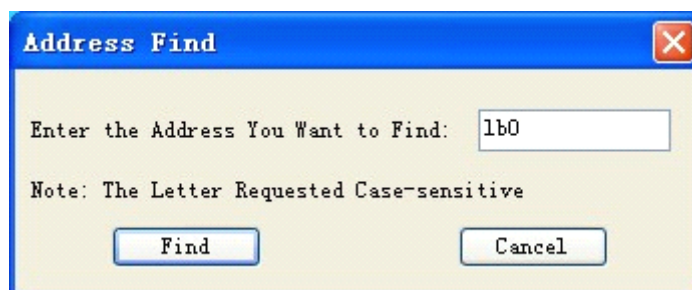 Address Find
Enter the Address You Want to Find: lb0
Note: The Letter Requested Case-sensitive
Find Cancel